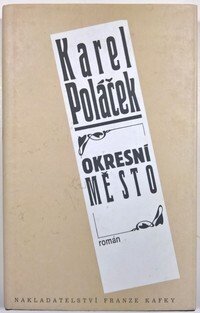 Karel
Poláček
OKRESNÍ
MĚSTO
román
NAKLADATELSTVÍ FRANZE KAFKY